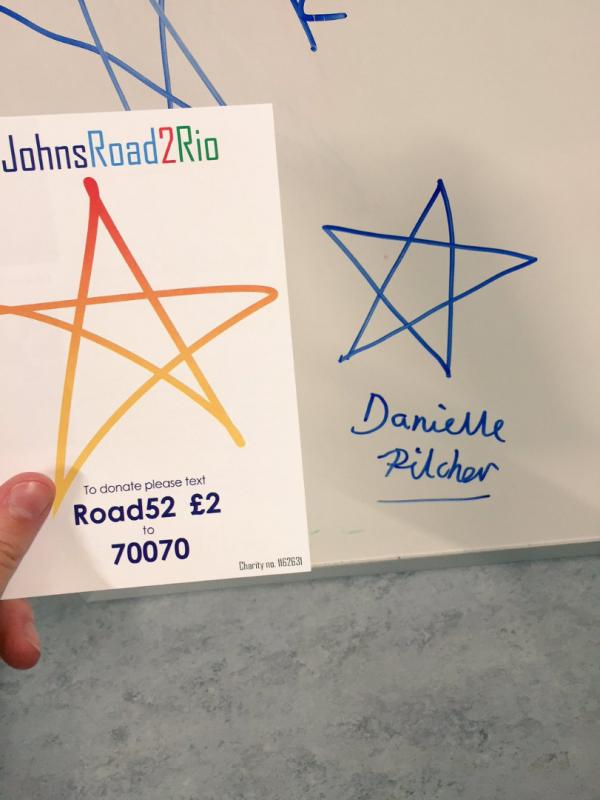 K
JohnsRoad2Rio
To donate please text
Road52 £2
to
70070
Charity no. 1162631
Danielle
Pilcher